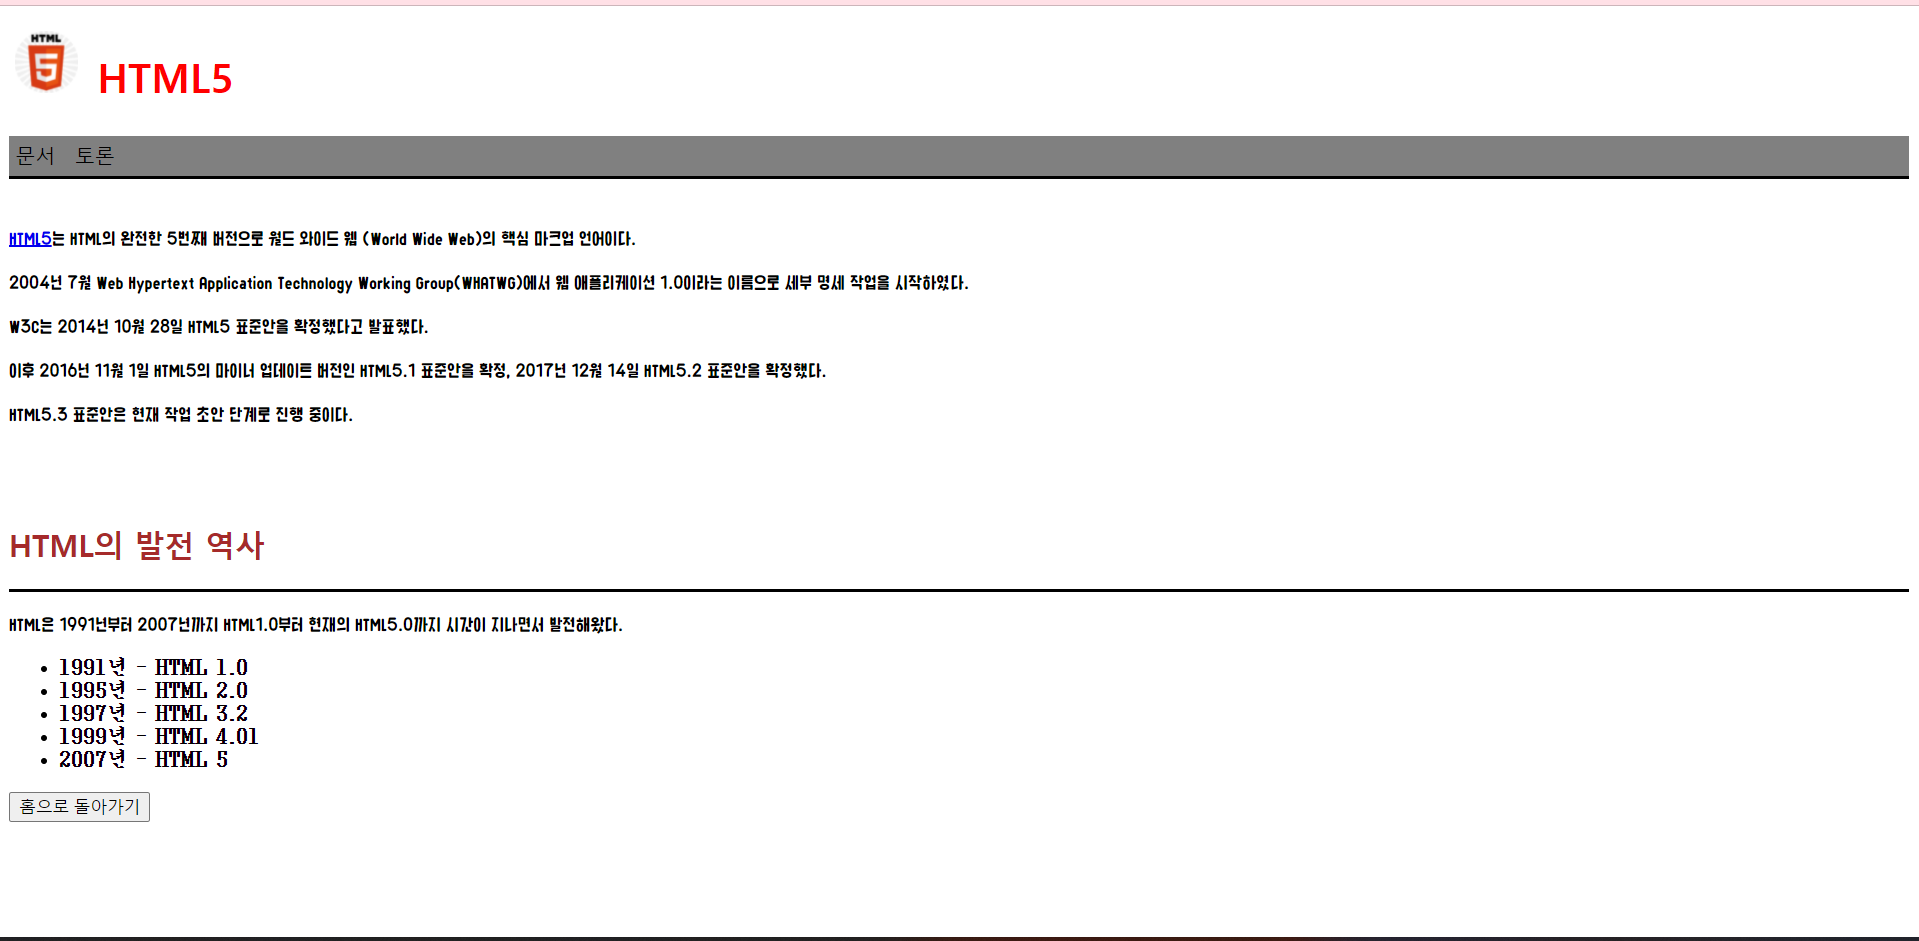 HTML
5
HTML5
문서 토론
HTML5는 HTML의 완전한 5번째 버전으로 월드 와이드 웹 (World Wide Web)의 핵심 마크업 언어이다.
2004년 7월 Web Hypertext Application Technology Working Group(WHATWG)에서 웹 애플리케이션 1.0이라는 이름으로 세부 명세 작업을 시작하였다.
W3C는 2014년 10월 28일 HTML5 표준안을 확정했다고 발표했다.
이후 2016년 11월 1일 HTML5의 마이너 업데이트 버전인 HTML5.1 표준안을 확정, 2017년 12월 14일 HTML5.2 표준안을 확정했다.
HTML5.3 표준안은 현재 작업 초안 단계로 진행 중이다.
HTML의 발전 역사
HTML은 1991년부터 2007년까지 HTML1.0부터 현재의 HTML5.0까지 시간이 지나면서 발전해왔다.
• 1991년 - HTML 1.0
• 1995년 - HTML 2.0
• 1997년 - HTML 3.2
• 1999년 - HTML 4.01
• 2007년 - HTML 5
홈으로 돌아가기